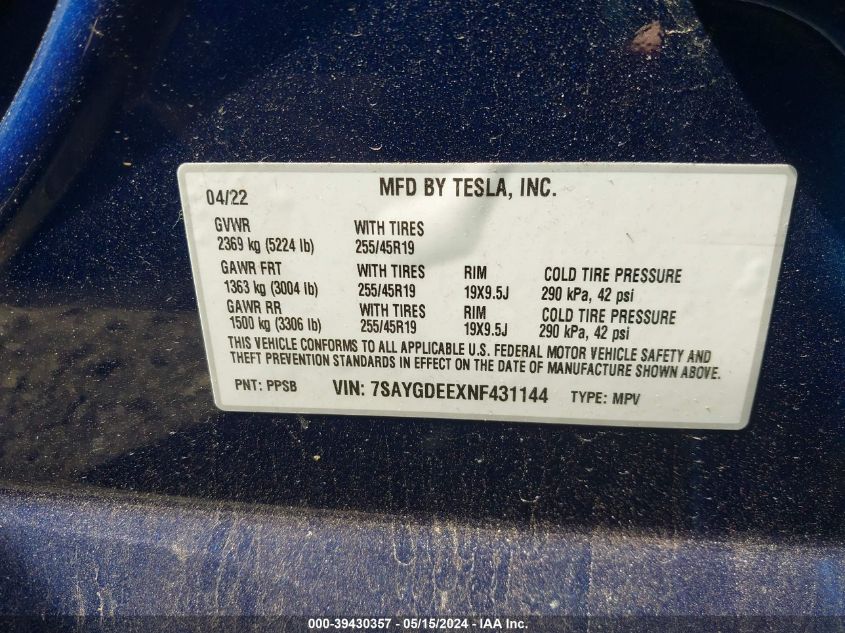 04/22 MFD BY TESLA, INC.
GVWR WITH TIRES
2369 kg (5224 lb) 255/45R19
GAWR FRT WITH TIRES RIM COLD TIRE PRESSURE
1363 kg (3004 lb) 255/45R19 19X9.5J 290 kPa, 42 psi
GAWR RR WITH TIRES RIM COLD TIRE PRESSURE
1500 kg (3306 lb) 255/45R19 19X9.5J 290 kPa, 42 psi
THIS VEHICLE CONFORMS TO ALL APPLICABLE U.S. FEDERAL MOTOR VEHICLE SAFETY AND
THEFT PREVENTION STANDARDS IN EFFECT ON THE DATE OF MANUFACTURE SHOWN ABOVE.
PNT: PPSB VIN: 7SAYGDEEXNF431144 TYPE: MPV
000-39430357 - 05/15/2024 - IAA Inc.